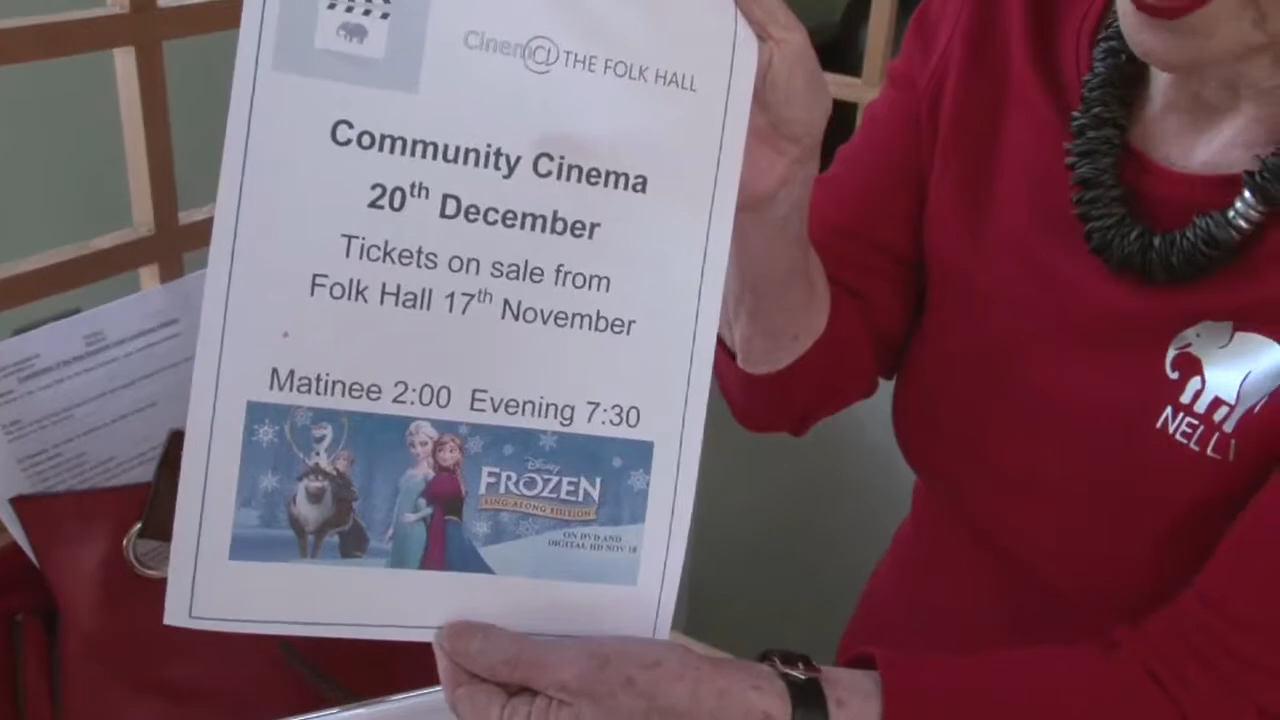 Cinem@ THE FOLK HALL
Community Cinema
20th December
Tickets on sale from
Folk Hall 17th November
Matinee 2:00 Evening 7:30
Disney
FROZEN
SING-ALONG EDITION
ON DVD AND
DIGITAL HD NOV 18
NELLI